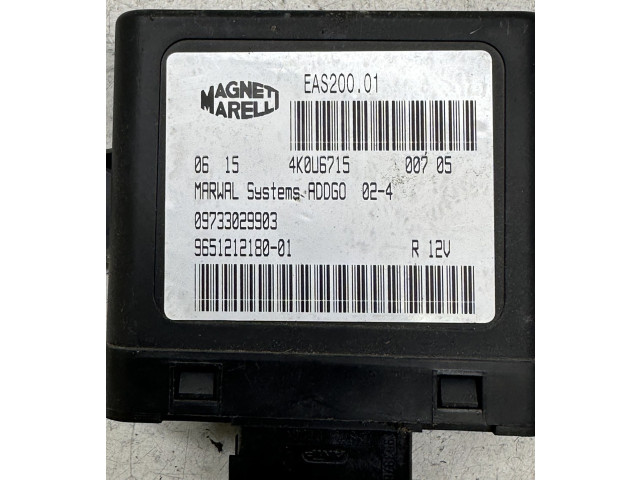 MAGNETI
MARELLI
EAS200.01
06 15 4K0U6715 007 05
MARWAL Systems ADDGO 02-4
09733029903
9651212180-01 R 12V